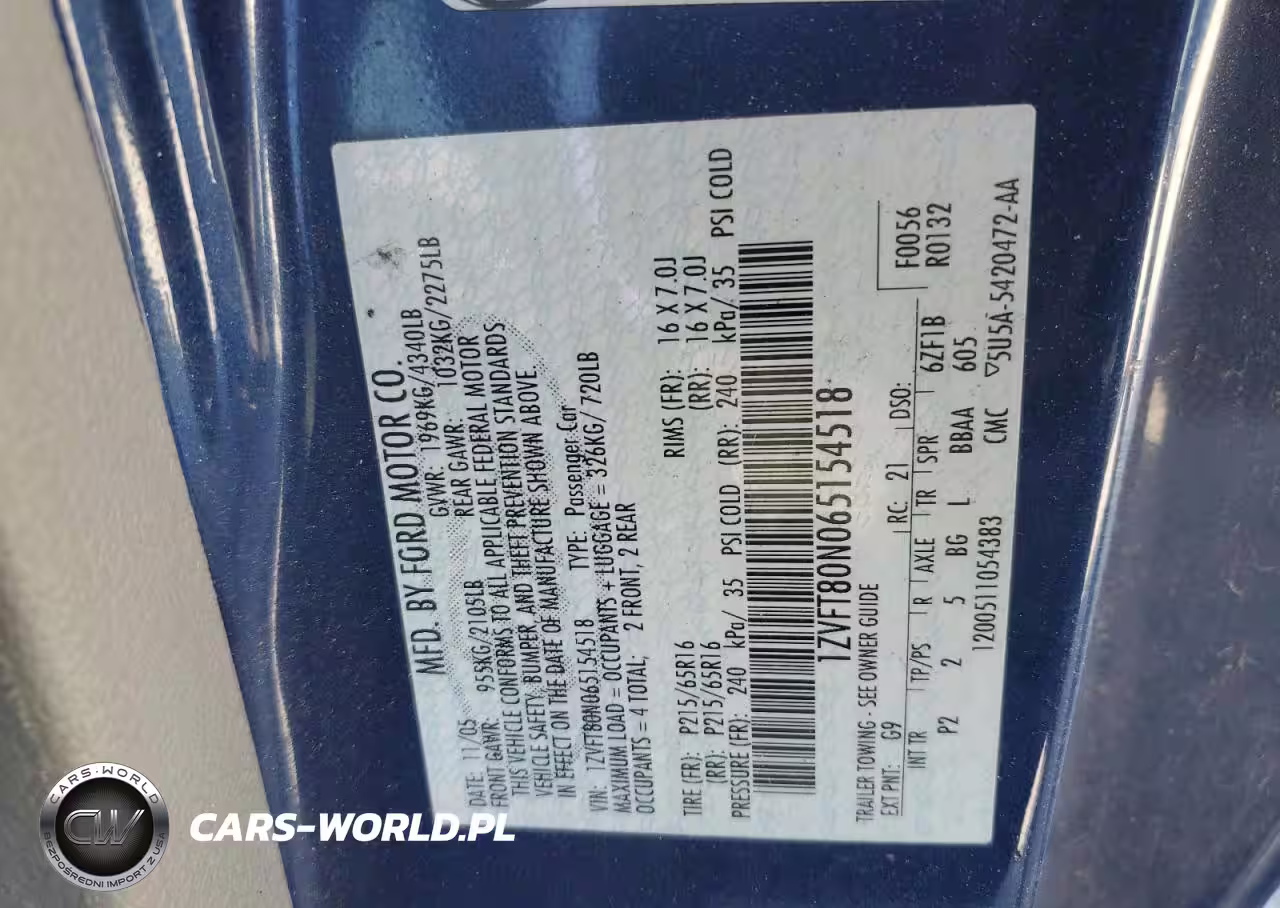 MFD. BY FORD MOTOR CO.
DATE: 11/05 GVWR: 1969KG/4340LB
FRONT GAWR: 955KG/2105LB REAR GAWR: 1032KG/2275LB
THIS VEHICLE CONFORMS TO ALL APPLICABLE FEDERAL MOTOR
VEHICLE SAFETY, BUMPER, AND THEFT PREVENTION STANDARDS
IN EFFECT ON THE DATE OF MANUFACTURE SHOWN ABOVE.
VIN: 1ZVFT80N065154518 TYPE: Passenger Car
MAXIMUM LOAD = OCCUPANTS + LUGGAGE = 326KG/720LB
OCCUPANTS = 4 TOTAL; 2 FRONT, 2 REAR
TIRE (FR): P215/65R16 RIMS (FR): 16 X 7.0J
(RR): P215/65R16 (RR): 16 X 7.0J
PRESSURE (FR): 240 kPa/ 35 PSI COLD (RR): 240 kPa/ 35 PSI COLD
1ZVFT80N065154518
TRAILER TOWING - SEE OWNER GUIDE
F0056
EXT PNT: G9 RC: 21 DSO: R0132
INT TR TP/PS R AXLE TR SPR 6ZF1B
P2 2 5 BG L BBAA 605
1200511054383 CMC ▽5U5A-5420472-AA
CARS-WORLD
CW
BEZPOŚREDNI IMPORT Z USA
CARS-WORLD.PL